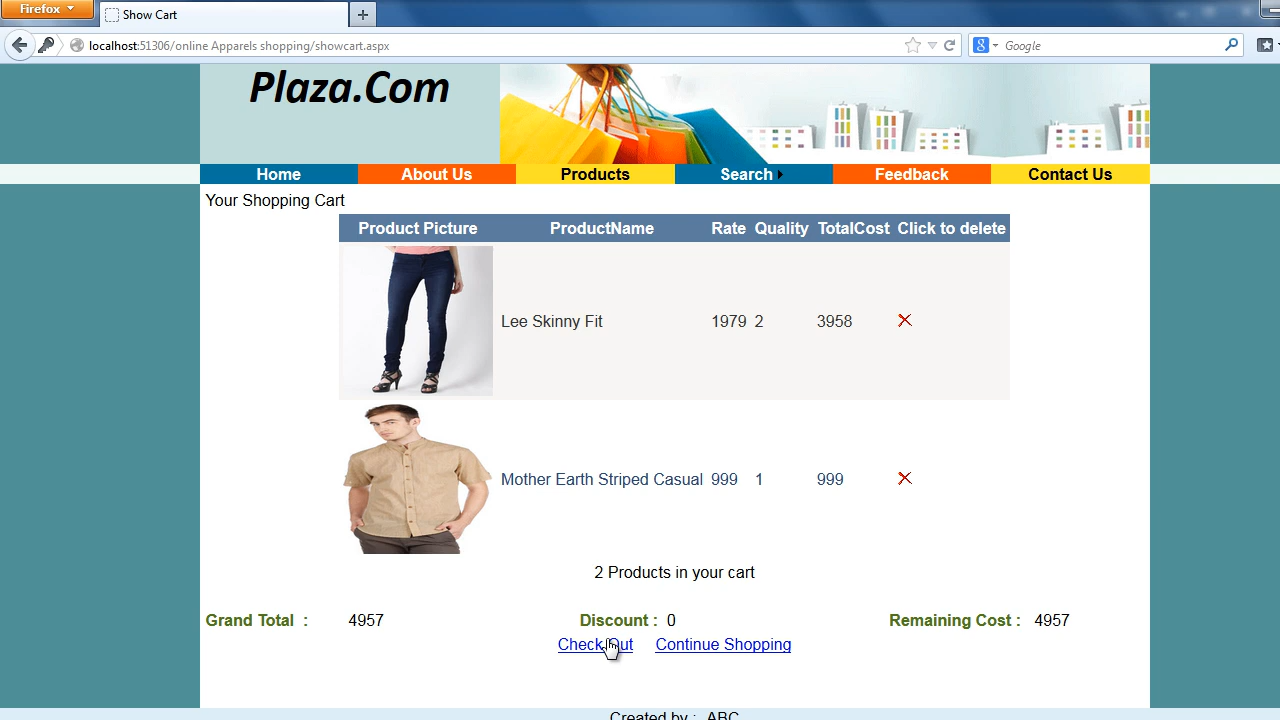 Firefox
Show Cart
localhost:51306/online Apparels shopping/showcart.aspx
Google
Plaza.Com
Home About Us Products Search Feedback Contact Us
Your Shopping Cart
Product Picture ProductName Rate Quality TotalCost Click to delete
Lee Skinny Fit 1979 2 3958
Mother Earth Striped Casual 999 1 999
2 Products in your cart
Grand Total : 4957 Discount : 0 Remaining Cost : 4957
Check Out Continue Shopping
Created by : ABC